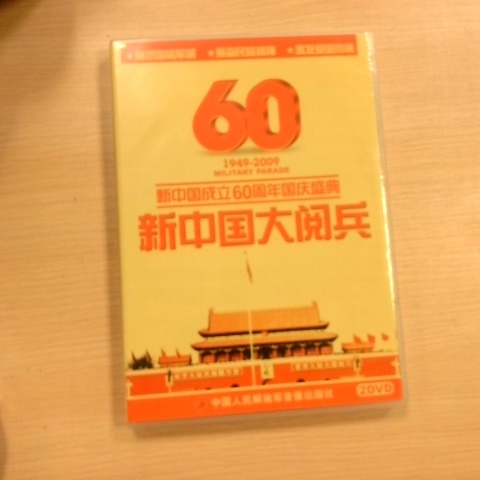 60
1949-2009
MILITARY PARADE
新中国成立60周年国庆盛典
新中国大阅兵
中国人民解放军音像出版社
2DVD